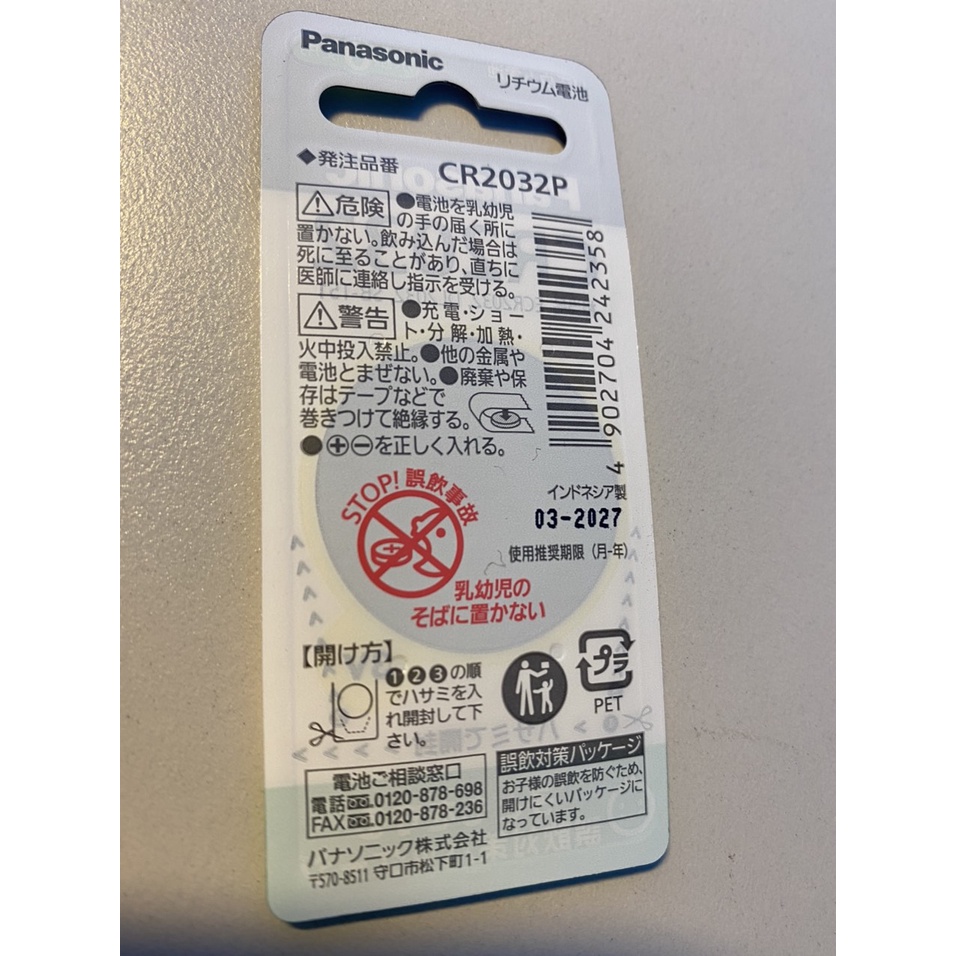 Panasonic
リチウム電池
◆発注品番 CR2032P
⚠危険 ●電池を乳幼児
の手の届く所に
置かない。飲み込んだ場合は
死に至ることがあり、直ちに
医師に連絡し指示を受ける。
⚠警告 ●充電・ショー
ト・分解・加熱・
火中投入禁止。●他の金属や
電池とまぜない。●廃棄や保
存はテープなどで
巻きつけて絶縁する。
●⊕⊖を正しく入れる。
4 902704 242358
インドネシア製
03-2027
使用推奨期限（月-年）
STOP!誤飲事故
乳幼児の
そばに置かない
【開け方】
❶❷❸の順
でハサミを入
れ開封して下
さい。
プラ
PET
電池ご相談窓口
電話 0120-878-698
FAX 0120-878-236
パナソニック株式会社
〒570-8511 守口市松下町1-1
誤飲対策パッケージ
お子様の誤飲を防ぐため、
開けにくいパッケージに
なっています。